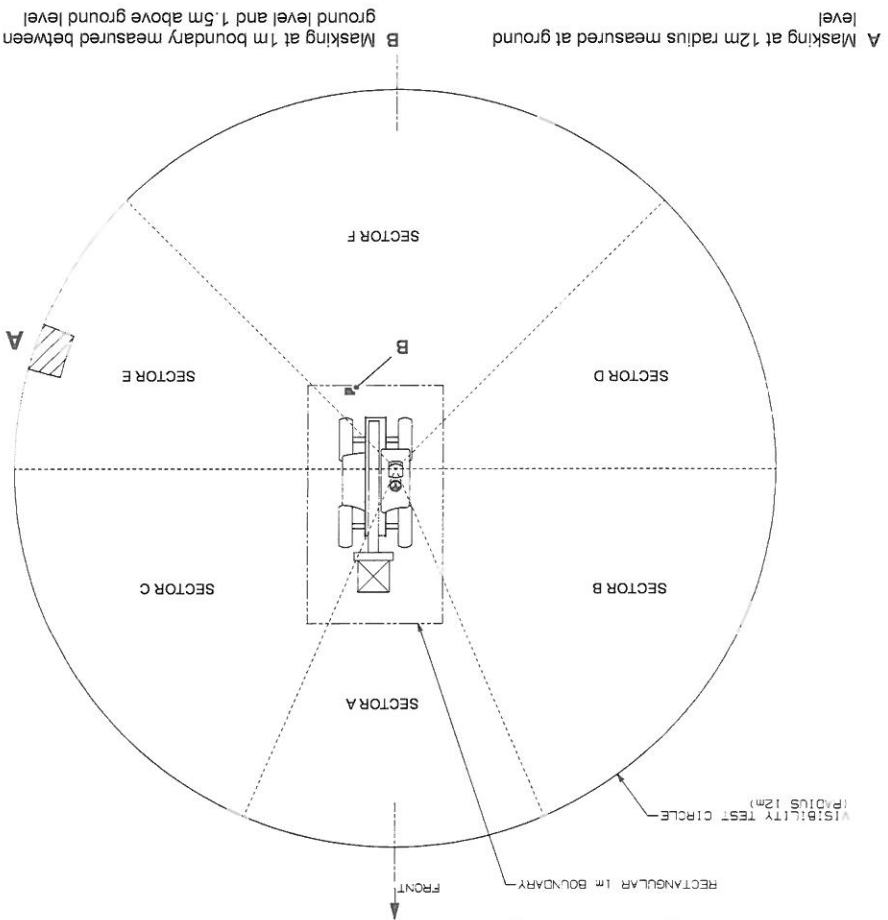 FRONT
RECTANGULAR 1m BOUNDARY
VISIBILITY TEST CIRCLE
(RADIUS 12m)
SECTOR A
SECTOR B
SECTOR C
SECTOR D
SECTOR E
B
A
SECTOR F
A Masking at 12m radius measured at ground
level
B Masking at 1m boundary measured between
ground level and 1.5m above ground level